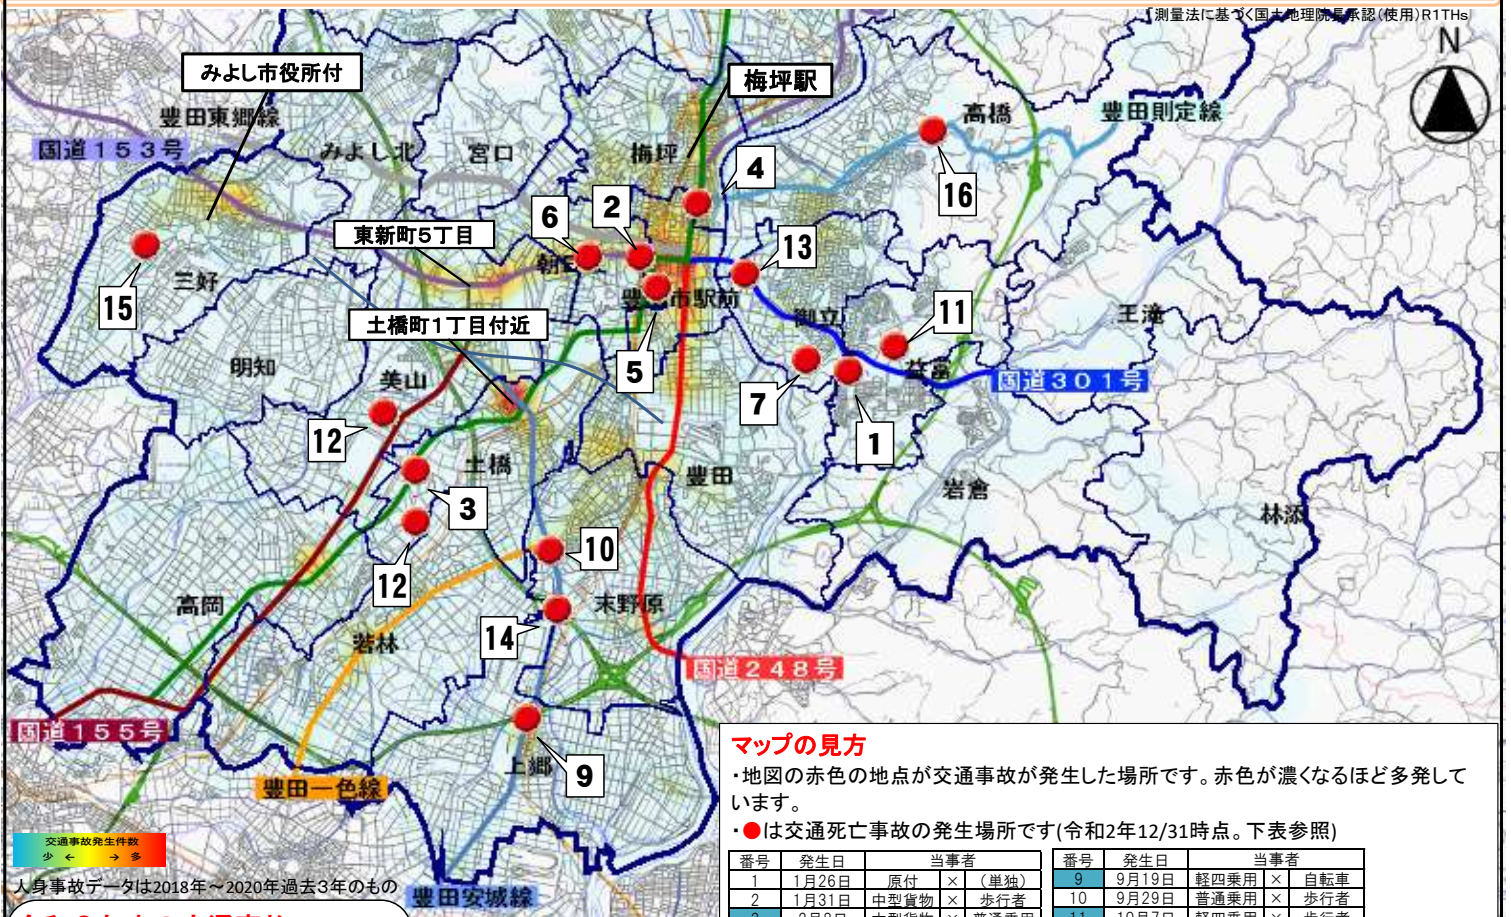 「測量法に基づく国土地理院長承認(使用)R1THs
N
みよし市役所付
梅坪駅
豊田東郷線
国道153号
みよし北
宮口
梅坪
高橋
豊田則定線
4
16
6
2
東新町5丁目
13
15
三好
豊田市駅前
御立
11
王滝
土橋町1丁目付近
明知
美山
5
益富
国道301号
7
12
1
土橋
豊田
岩倉
3
林添
10
12
高岡
末野原
14
若林
国道248号
国道155号
9
上郷
豊田一色線
マップの見方
・地図の赤色の地点が交通事故が発生した場所です。赤色が濃くなるほど多発して
います。
・●は交通死亡事故の発生場所です(令和2年12/31時点。下表参照)
交通事故発生件数
少 ← → 多
人身事故データは2018年～2020年過去3年のもの
豊田安城線
番号 発生日 当事者
1 1月26日 原付 × (単独)
2 1月31日 中型貨物 × 歩行者
番号 発生日 当事者
9 9月19日 軽四乗用 × 自転車
10 9月29日 普通乗用 × 歩行者
11 10月7日 軽四乗用 × 歩行者